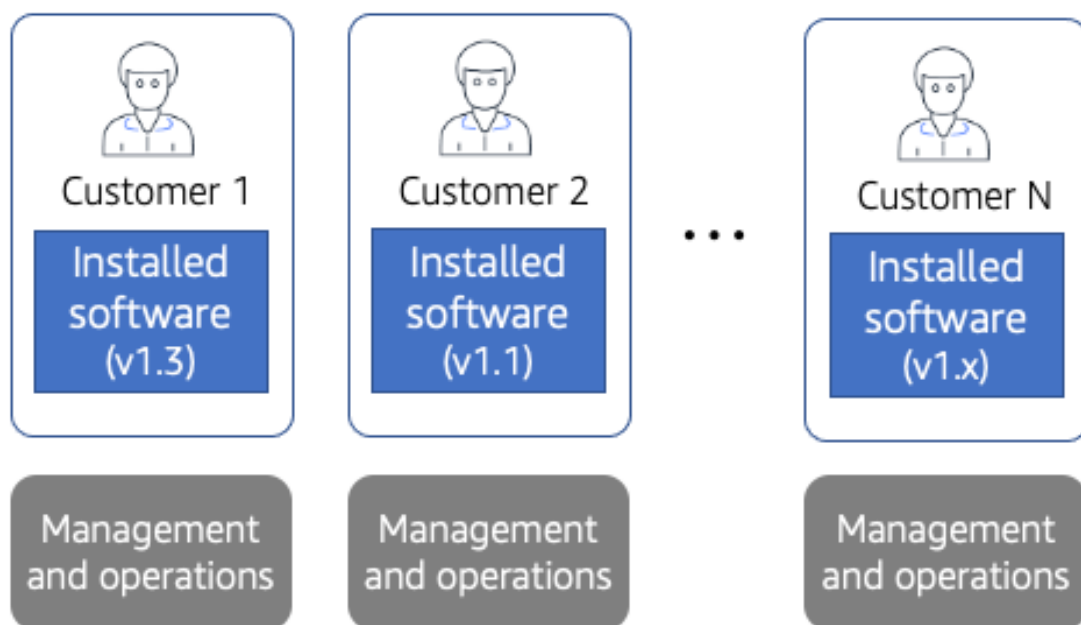 Customer 1
Installed
software
(v1.3)
Management
and operations
Customer 2
Installed
software
(v1.1)
Management
and operations
...
Customer N
Installed
software
(v1.x)
Management
and operations